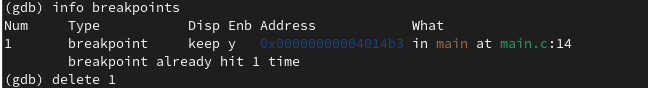 (gdb) info breakpoints
Num     Type           Disp Enb Address            What
1       breakpoint     keep y   0x00000000004014b3 in main at main.c:14
        breakpoint already hit 1 time
(gdb) delete 1